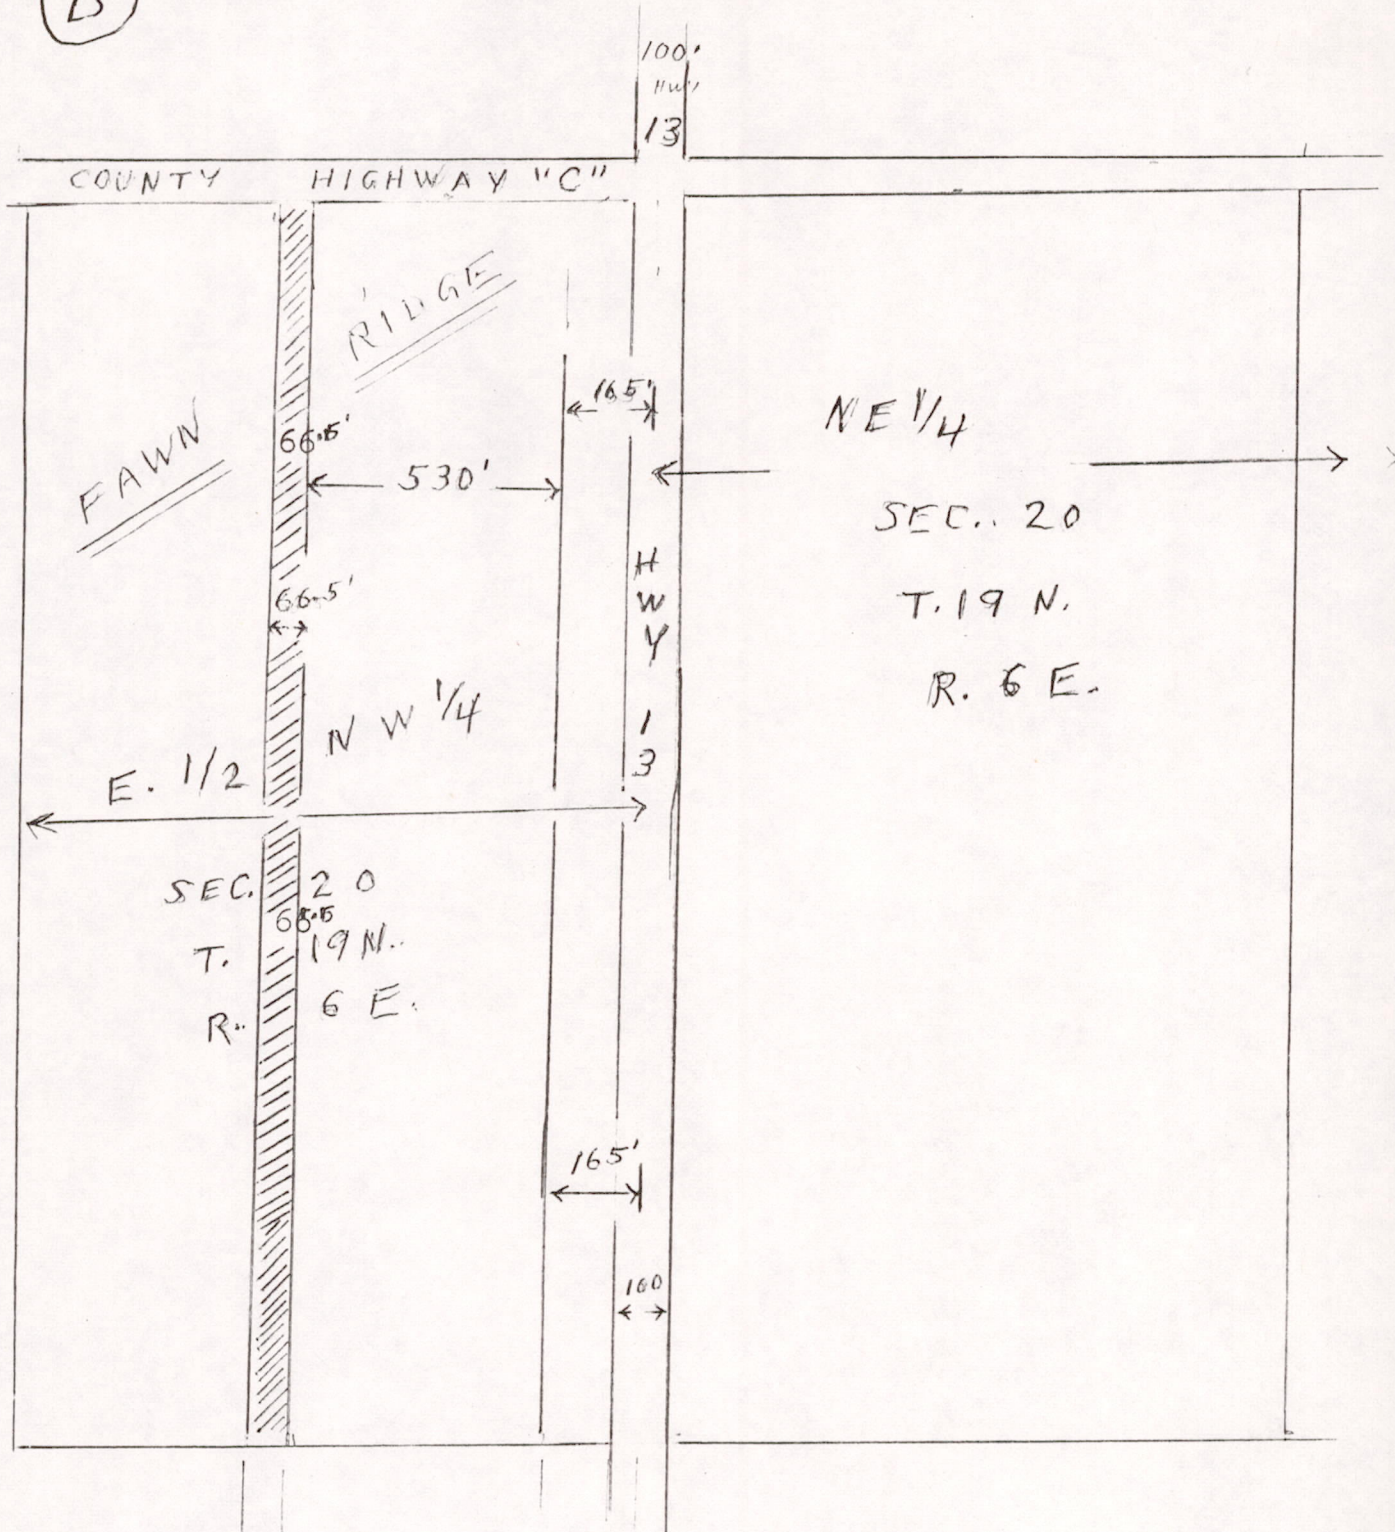 B
100'
HWY
13
COUNTY HIGHWAY "C"
RIDGE
FAWN
165'
66.5'
530'
NE 1/4
SEC.. 20
T. 19 N.
R. 6 E.
66.5'
HWY 13
NW 1/4
E. 1/2
SEC. 20
66.5
T. 19 N.
R. 6 E.
165'
100